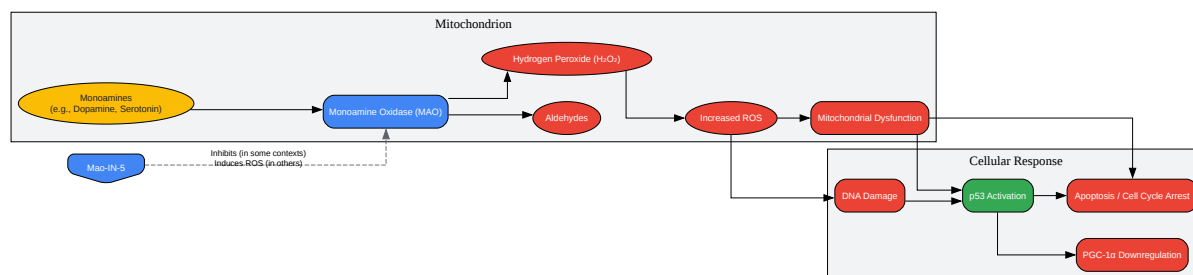 Mitochondrion
Hydrogen Peroxide (H₂O₂)
Monoamines
(e.g., Dopamine, Serotonin)
Monoamine Oxidase (MAO)
Aldehydes
Increased ROS
Mitochondrial Dysfunction
Inhibits (in some contexts)
Induces ROS (in others)
Mao-IN-5
Cellular Response
DNA Damage
p53 Activation
Apoptosis / Cell Cycle Arrest
PGC-1α Downregulation